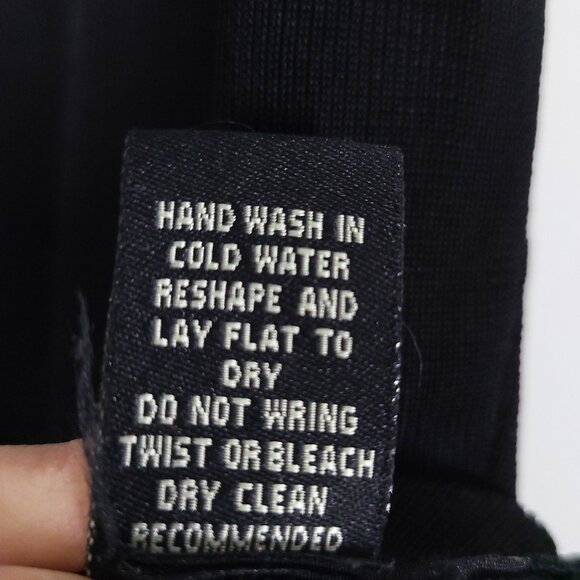 HAND WASH IN
COLD WATER
RESHAPE AND
LAY FLAT TO
DRY
DO NOT WRING
TWIST OR BLEACH
DRY CLEAN
RECOMMENDED